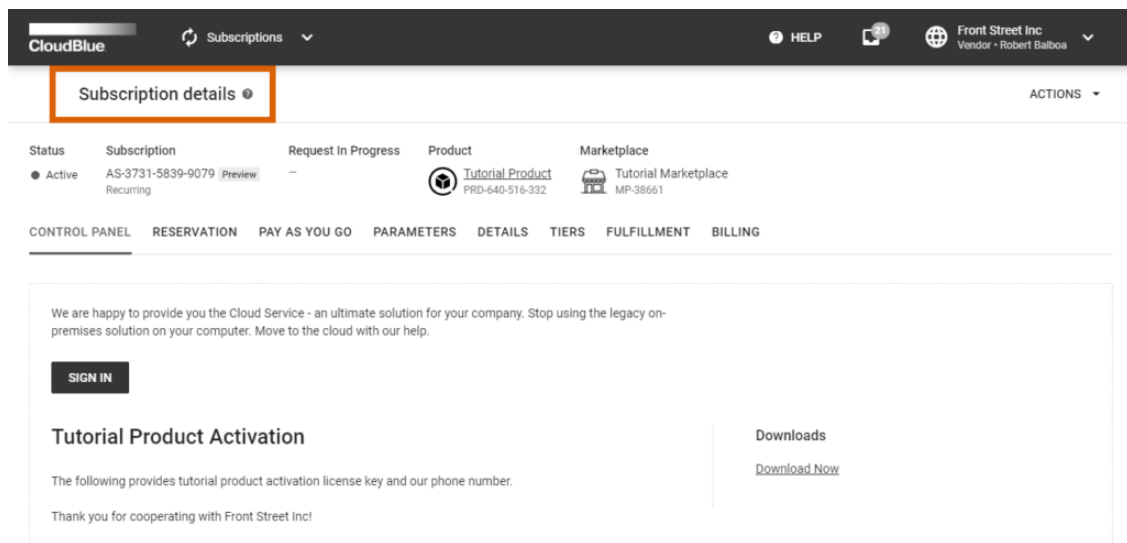 CloudBlue
Subscriptions
HELP
21
Front Street Inc
Vendor • Robert Balboa
Subscription details
ACTIONS
Status
Subscription
Request In Progress
Product
Marketplace
Active
AS-3731-5839-9079 Preview
Recurring
–
Tutorial Product
PRD-640-516-332
Tutorial Marketplace
MP-38661
CONTROL PANEL RESERVATION PAY AS YOU GO PARAMETERS DETAILS TIERS FULFILLMENT BILLING
We are happy to provide you the Cloud Service - an ultimate solution for your company. Stop using the legacy on-
premises solution on your computer. Move to the cloud with our help.
SIGN IN
Tutorial Product Activation
The following provides tutorial product activation license key and our phone number.
Thank you for cooperating with Front Street Inc!
Downloads
Download Now